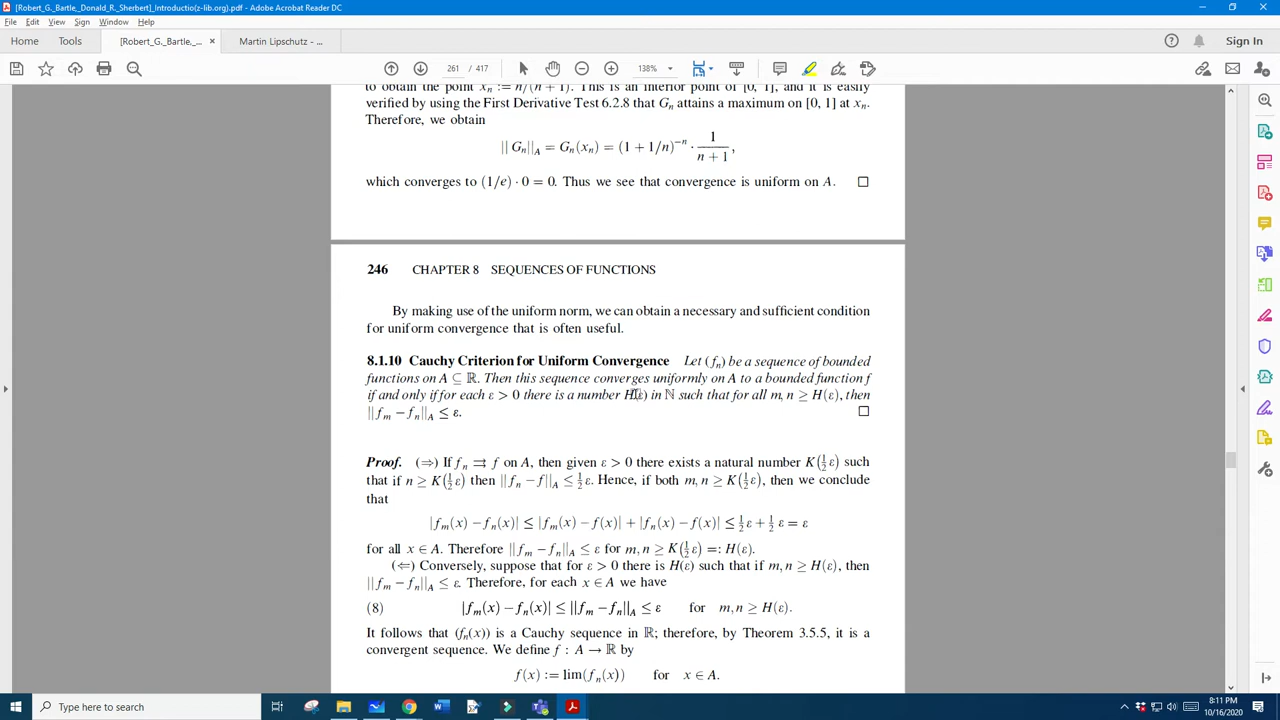 [Robert_G._Bartle_Donald_R._Sherbert]_Introductio(z-lib.org).pdf - Adobe Acrobat Reader DC
File Edit View Sign Window Help
Home Tools [Robert_G._Bartle,_... × Martin Lipschutz - ... Sign In
261 / 417 138%
to obtain the point xₙ := n/(n + 1). This is an interior point of [0, 1], and it is easily
verified by using the First Derivative Test 6.2.8 that Gₙ attains a maximum on [0, 1] at xₙ.
Therefore, we obtain
||Gₙ||_A = Gₙ(xₙ) = (1 + 1/n)⁻ⁿ · 1/(n + 1),
which converges to (1/e) · 0 = 0. Thus we see that convergence is uniform on A. □
246 CHAPTER 8 SEQUENCES OF FUNCTIONS
By making use of the uniform norm, we can obtain a necessary and sufficient condition
for uniform convergence that is often useful.
8.1.10 Cauchy Criterion for Uniform Convergence Let (fₙ) be a sequence of bounded
functions on A ⊆ ℝ. Then this sequence converges uniformly on A to a bounded function f
if and only if for each ε > 0 there is a number H(ε) in ℕ such that for all m, n ≥ H(ε), then
||fₘ − fₙ||_A ≤ ε. □
Proof. (⇒) If fₙ ⇉ f on A, then given ε > 0 there exists a natural number K(½ε) such
that if n ≥ K(½ε) then ||fₙ − f||_A ≤ ½ε. Hence, if both m, n ≥ K(½ε), then we conclude
that
|fₘ(x) − fₙ(x)| ≤ |fₘ(x) − f(x)| + |fₙ(x) − f(x)| ≤ ½ε + ½ε = ε
for all x ∈ A. Therefore ||fₘ − fₙ||_A ≤ ε for m, n ≥ K(½ε) =: H(ε).
(⇐) Conversely, suppose that for ε > 0 there is H(ε) such that if m, n ≥ H(ε), then
||fₘ − fₙ||_A ≤ ε. Therefore, for each x ∈ A we have
(8) |fₘ(x) − fₙ(x)| ≤ ||fₘ − fₙ||_A ≤ ε for m, n ≥ H(ε).
It follows that (fₙ(x)) is a Cauchy sequence in ℝ; therefore, by Theorem 3.5.5, it is a
convergent sequence. We define f : A → ℝ by
f(x) := lim(fₙ(x)) for x ∈ A.
Type here to search
8:11 PM
10/16/2020